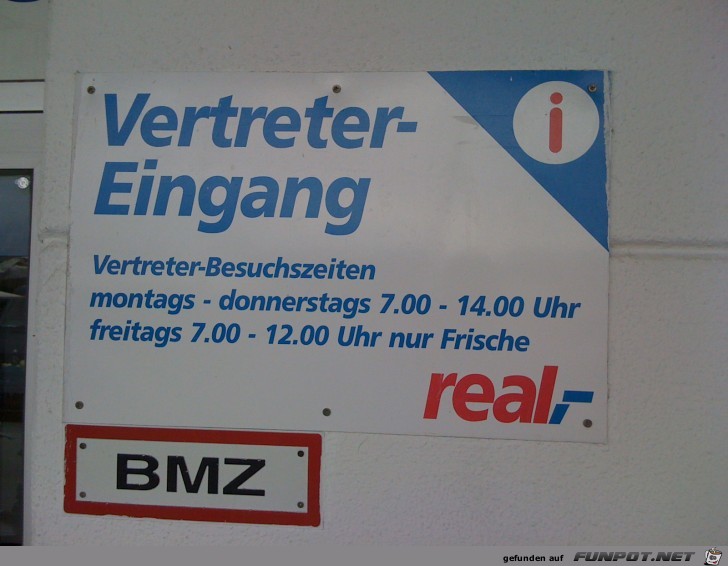 Vertreter-
Eingang
i
Vertreter-Besuchszeiten
montags - donnerstags 7.00 - 14.00 Uhr
freitags 7.00 - 12.00 Uhr nur Frische
real,-
BMZ
gefunden auf FUNPOT.NET